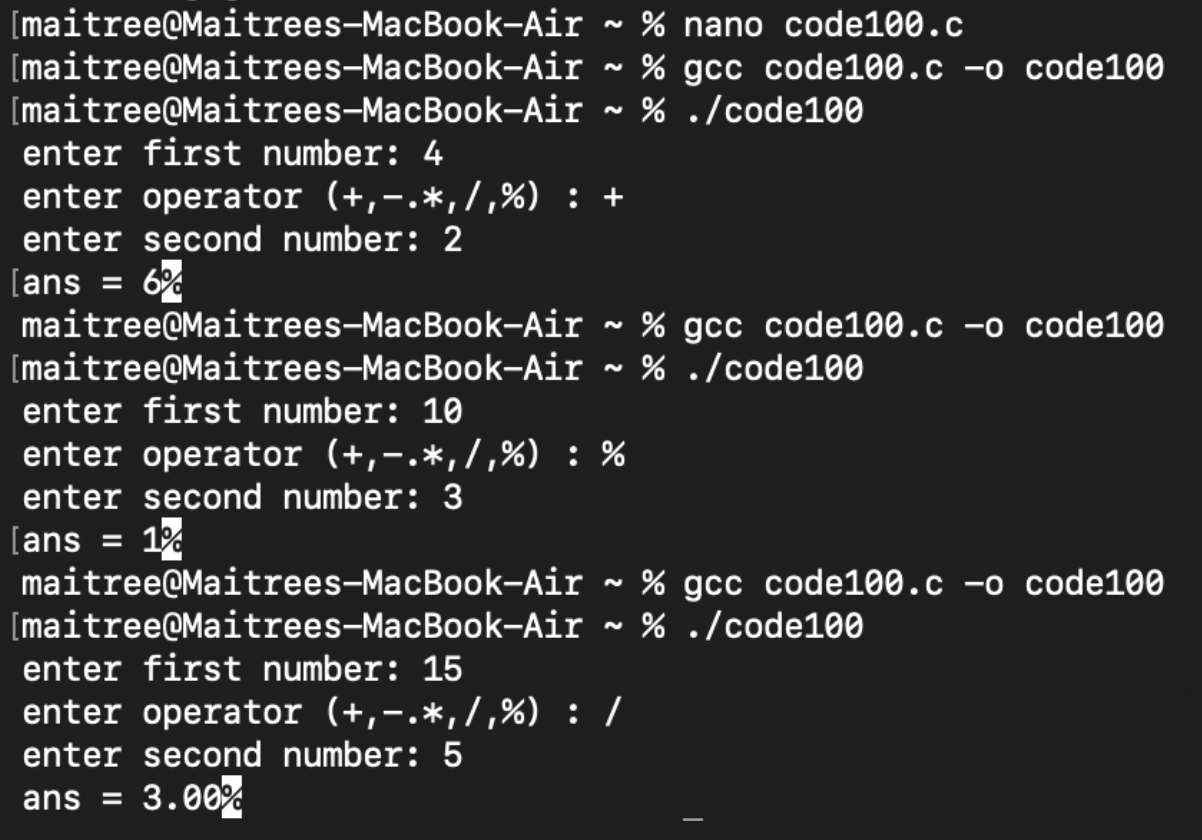 [maitree@Maitrees-MacBook-Air ~ % nano code100.c
[maitree@Maitrees-MacBook-Air ~ % gcc code100.c -o code100
[maitree@Maitrees-MacBook-Air ~ % ./code100
enter first number: 4
enter operator (+,-.*,/,%) : +
enter second number: 2
[ans = 6%
maitree@Maitrees-MacBook-Air ~ % gcc code100.c -o code100
[maitree@Maitrees-MacBook-Air ~ % ./code100
enter first number: 10
enter operator (+,-.*,/,%) : %
enter second number: 3
[ans = 1%
maitree@Maitrees-MacBook-Air ~ % gcc code100.c -o code100
[maitree@Maitrees-MacBook-Air ~ % ./code100
enter first number: 15
enter operator (+,-.*,/,%) : /
enter second number: 5
ans = 3.00%